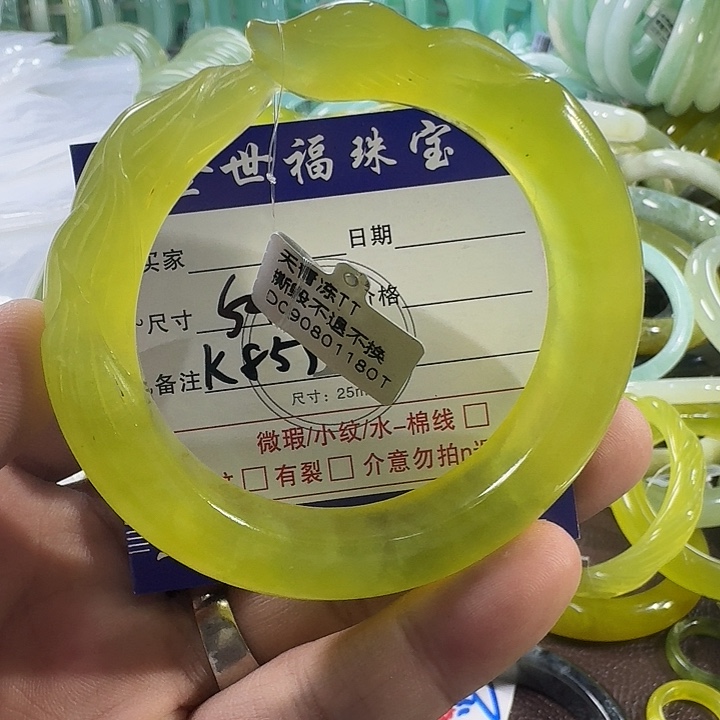 世福珠宝
买家 日期
尺寸 格
备注 K857
天青冻TT
撕毁不退不换
DC90801180T
尺寸：25m
微瑕/小纹/水-棉线
有裂 介意勿拍